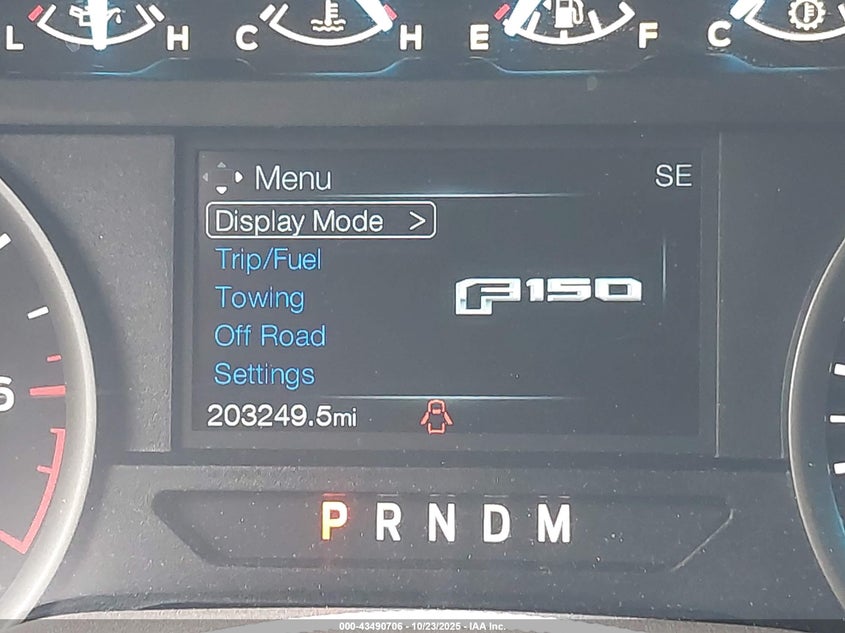 L H C H E F C
Menu SE
Display Mode >
Trip/Fuel
F150
Towing
Off Road
Settings
203249.5mi
6
P R N D M
000-43490706 - 10/23/2025 - IAA Inc.